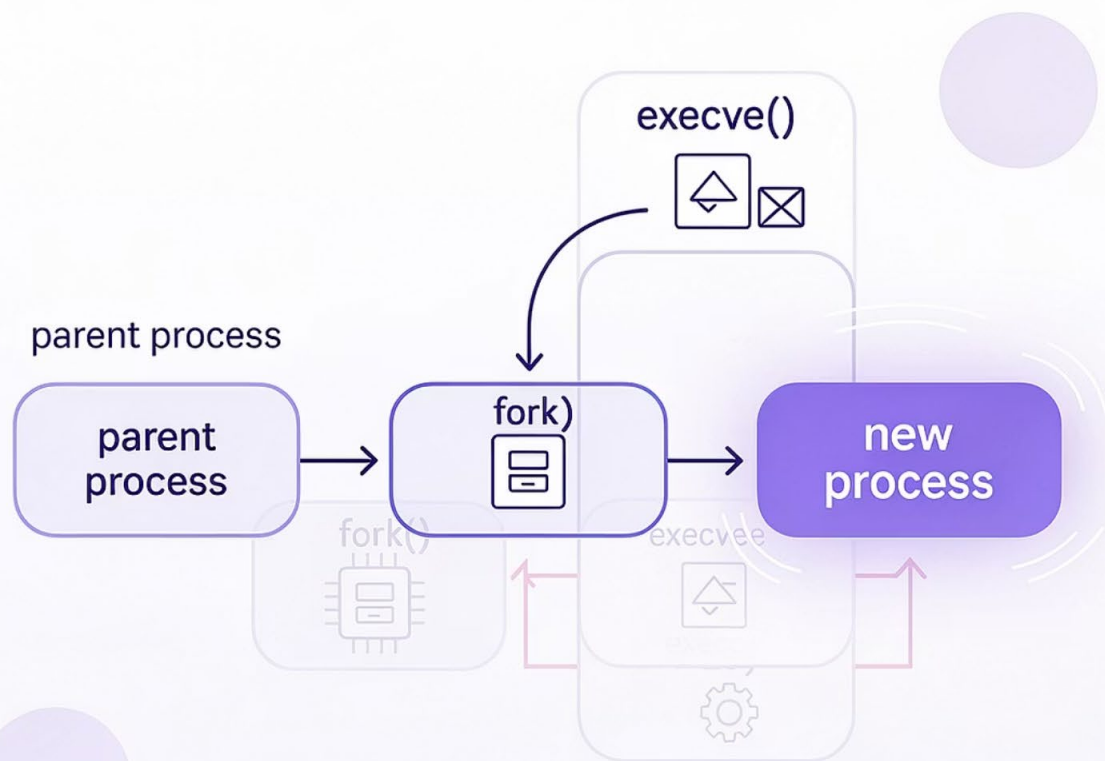 execve()
parent process
parent
process
fork)
new
process
fork()
execvee